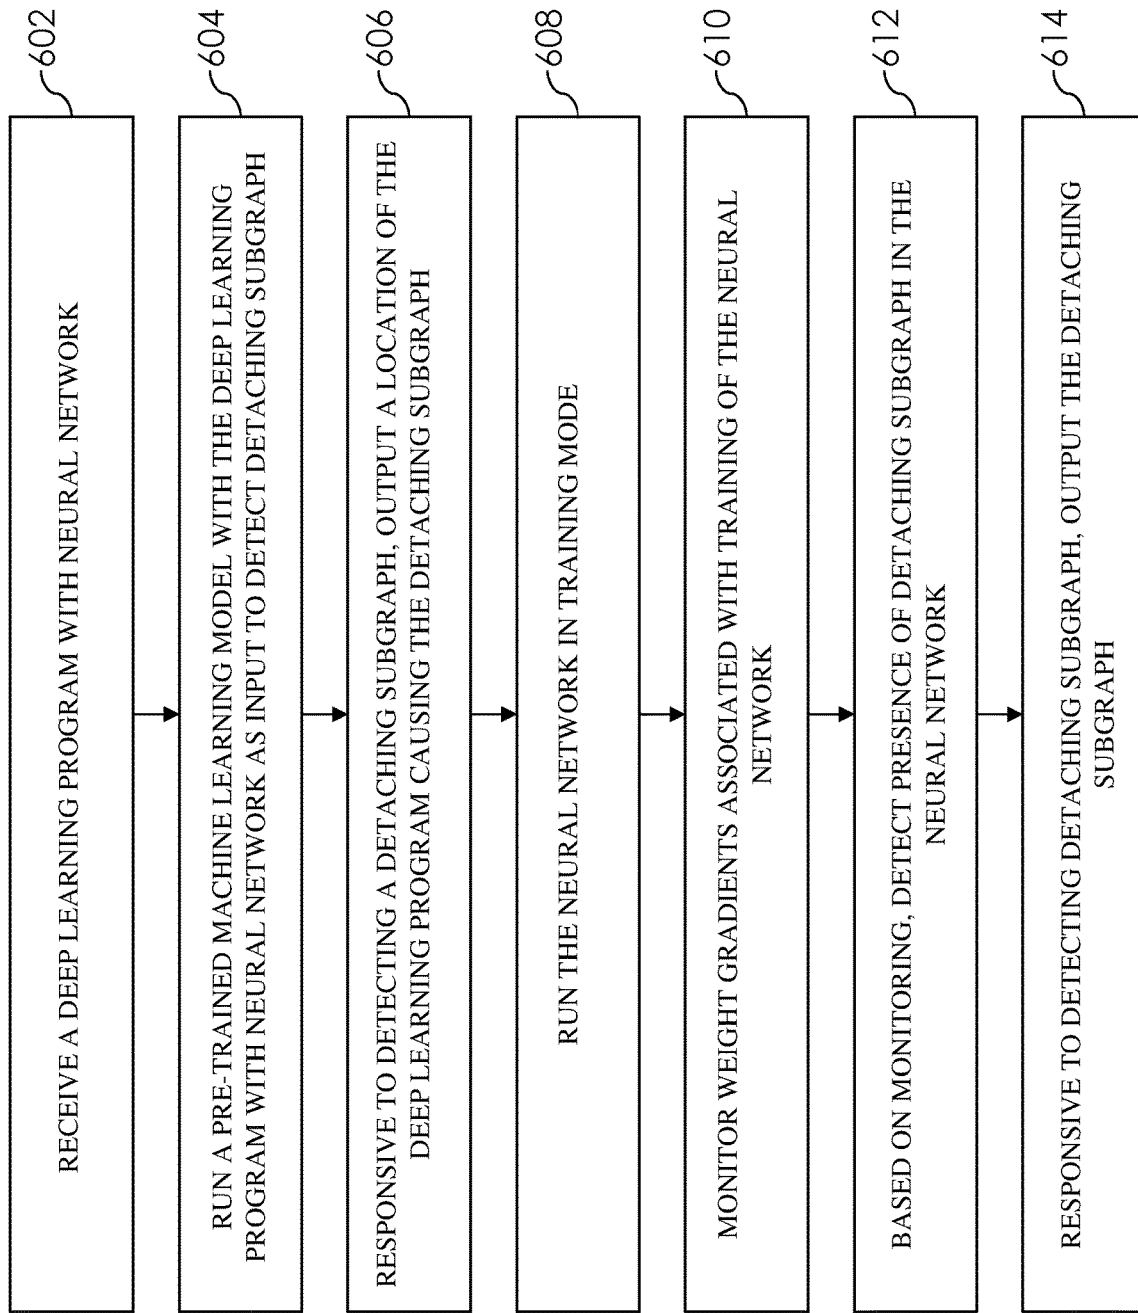 602
RECEIVE A DEEP LEARNING PROGRAM WITH NEURAL NETWORK
604
RUN A PRE-TRAINED MACHINE LEARNING MODEL WITH THE DEEP LEARNING
PROGRAM WITH NEURAL NETWORK AS INPUT TO DETECT DETACHING SUBGRAPH
606
RESPONSIVE TO DETECTING A DETACHING SUBGRAPH, OUTPUT A LOCATION OF THE
DEEP LEARNING PROGRAM CAUSING THE DETACHING SUBGRAPH
608
RUN THE NEURAL NETWORK IN TRAINING MODE
610
MONITOR WEIGHT GRADIENTS ASSOCIATED WITH TRAINING OF THE NEURAL
NETWORK
612
BASED ON MONITORING, DETECT PRESENCE OF DETACHING SUBGRAPH IN THE
NEURAL NETWORK
614
RESPONSIVE TO DETECTING DETACHING SUBGRAPH, OUTPUT THE DETACHING
SUBGRAPH